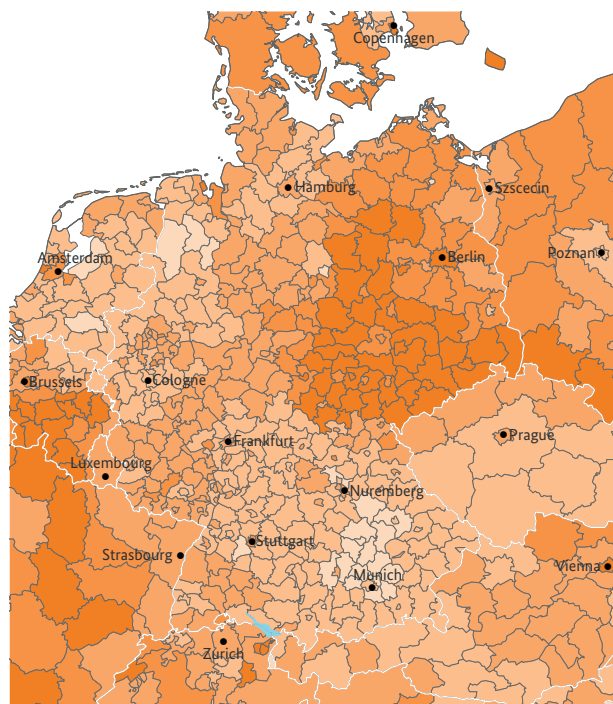 Copenhagen
Hamburg
Szscecin
Amsterdam
Berlin
Poznan
Brussels
Cologne
Prague
Frankfurt
Luxembourg
Nuremberg
Stuttgart
Strasbourg
Vienna
Munich
Zurich